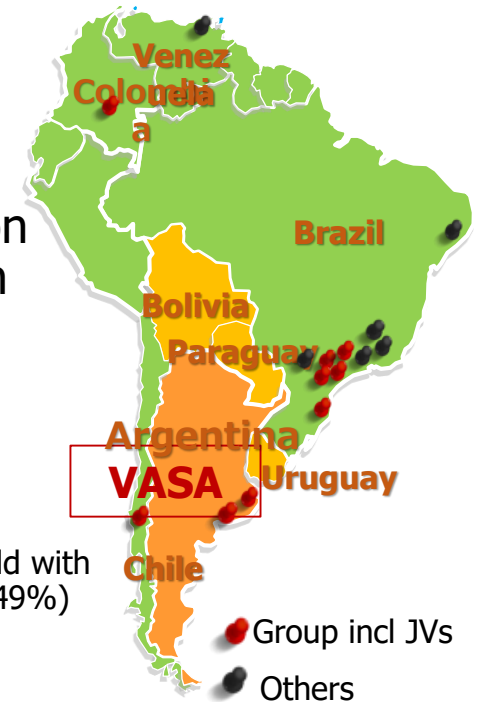 Venez
uela
Colombi
a
Brazil
n
Bolivia
Paraguay
Argentina
VASA
Uruguay
ld with
Chile
49%)
Group incl JVs
Others